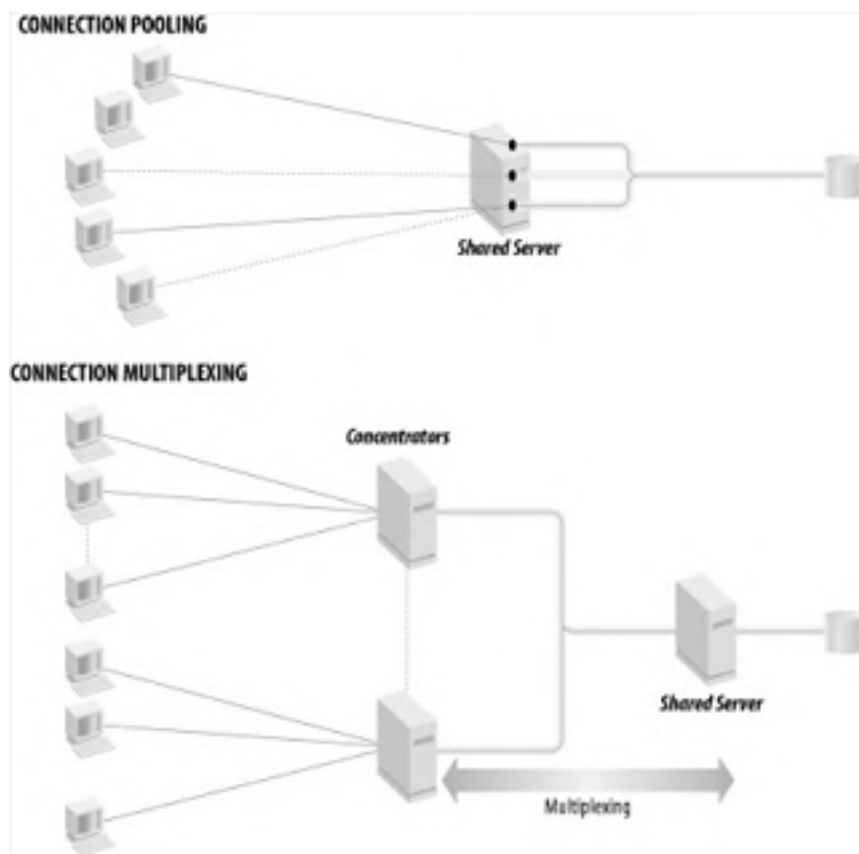 CONNECTION POOLING
Shared Server
CONNECTION MULTIPLEXING
Concentrators
Shared Server
Multiplexing